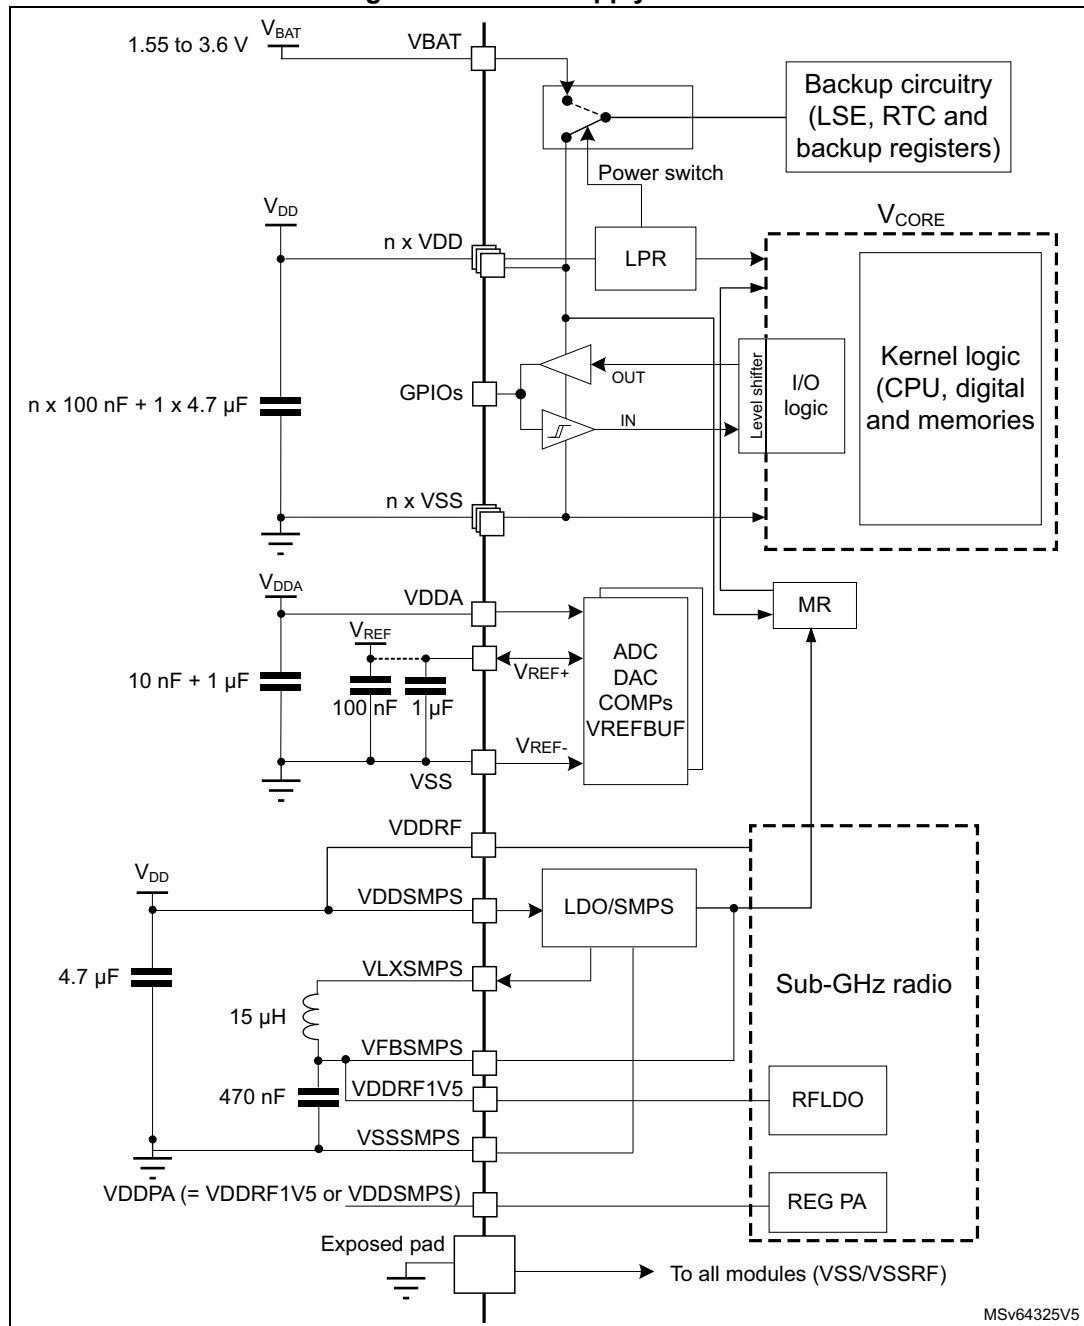 VBAT
1.55 to 3.6 V
VBAT
Backup circuitry
(LSE, RTC and
backup registers)
Power switch
VDD
n x VDD
LPR
VCORE
Level shifter
I/O
logic
Kernel logic
(CPU, digital
and memories
OUT
GPIOs
IN
n x 100 nF + 1 x 4.7 µF
n x VSS
VDDA
VDDA
MR
VREF
VREF+
ADC
DAC
COMPs
VREFBUF
10 nF + 1 µF
100 nF
1 µF
VREF-
VSS
VDDRF
VDD
VDDSMPS
LDO/SMPS
4.7 µF
VLXSMPS
Sub-GHz radio
15 µH
VFBSMPS
470 nF
VDDRF1V5
RFLDO
VSSSMPS
VDDPA (= VDDRF1V5 or VDDSMPS)
REG PA
Exposed pad
To all modules (VSS/VSSRF)
MSv64325V5